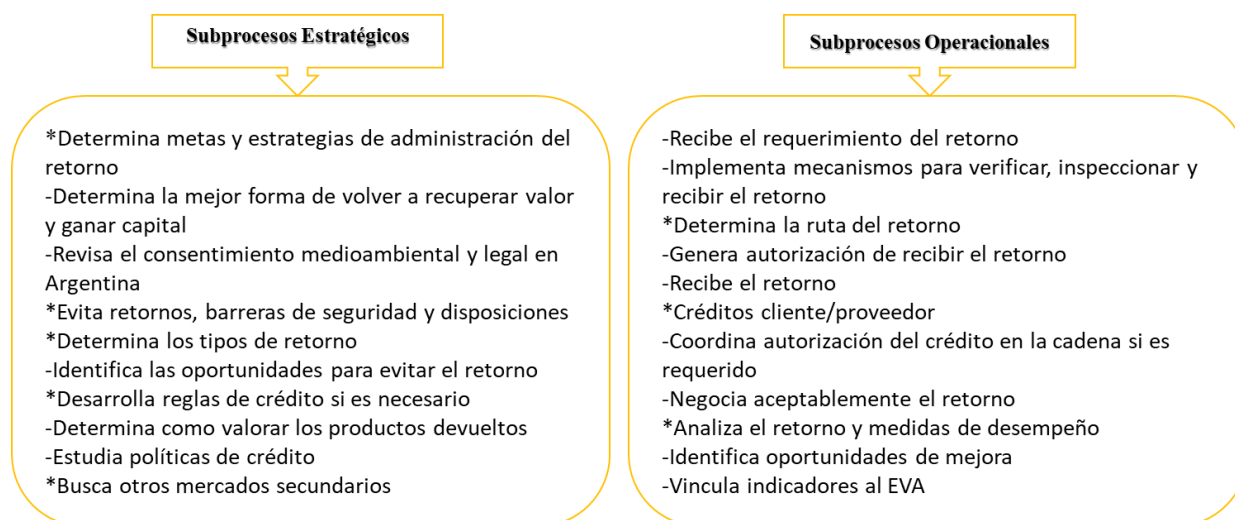 Subprocesos Estratégicos
*Determina metas y estrategias de administración del
retorno
-Determina la mejor forma de volver a recuperar valor
y ganar capital
-Revisa el consentimiento medioambiental y legal en
Argentina
*Evita retornos, barreras de seguridad y disposiciones
*Determina los tipos de retorno
-Identifica las oportunidades para evitar el retorno
*Desarrolla reglas de crédito si es necesario
-Determina como valorar los productos devueltos
-Estudia políticas de crédito
*Busca otros mercados secundarios
Subprocesos Operacionales
-Recibe el requerimiento del retorno
-Implementa mecanismos para verificar, inspeccionar y
recibir el retorno
*Determina la ruta del retorno
-Genera autorización de recibir el retorno
-Recibe el retorno
*Créditos cliente/proveedor
-Coordina autorización del crédito en la cadena si es
requerido
-Negocia aceptablemente el retorno
*Analiza el retorno y medidas de desempeño
-Identifica oportunidades de mejora
-Vincula indicadores al EVA